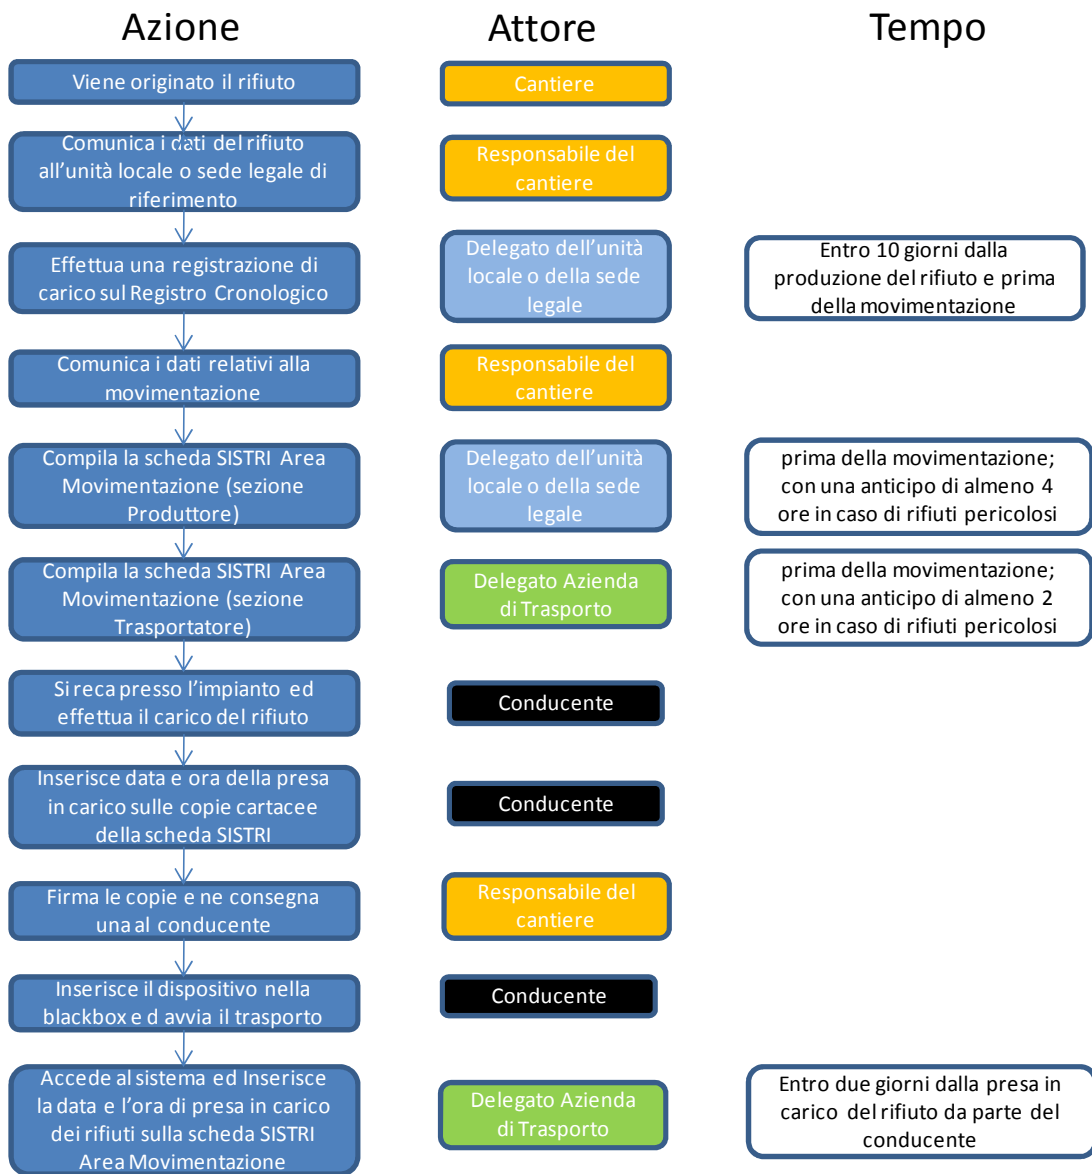 Azione
Attore
Tempo
Viene originato il rifiuto
Cantiere
Comunica i dati del rifiuto
all'unità locale o sede legale di
riferimento
Responsabile del
cantiere
Effettua una registrazione di
carico sul Registro Cronologico
Delegato dell'unità
locale o della sede
legale
Entro 10 giorni dalla
produzione del rifiuto e prima
della movimentazione
Comunica i dati relativi alla
movimentazione
Responsabile del
cantiere
Compila la scheda SISTRI Area
Movimentazione (sezione
Produttore)
Delegato dell'unità
locale o della sede
legale
prima della movimentazione;
con una anticipo di almeno 4
ore in caso di rifiuti pericolosi
Compila la scheda SISTRI Area
Movimentazione (sezione
Trasportatore)
Delegato Azienda
di Trasporto
prima della movimentazione;
con una anticipo di almeno 2
ore in caso di rifiuti pericolosi
Si reca presso l'impianto ed
effettua il carico del rifiuto
Conducente
Inserisce data e ora della presa
in carico sulle copie cartacee
della scheda SISTRI
Conducente
Firma le copie e ne consegna
una al conducente
Responsabile del
cantiere
Inserisce il dispositivo nella
blackbox e d avvia il trasporto
Conducente
Accede al sistema ed Inserisce
la data e l'ora di presa in carico
dei rifiuti sulla scheda SISTRI
Area Movimentazione
Delegato Azienda
di Trasporto
Entro due giorni dalla presa in
carico del rifiuto da parte del
conducente